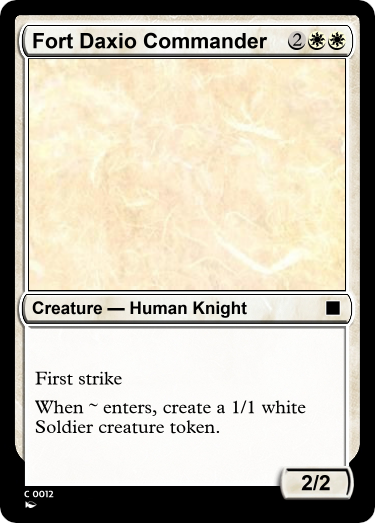 Fort Daxio Commander 2
Creature — Human Knight
First strike
When ~ enters, create a 1/1 white
Soldier creature token.
2/2
C 0012